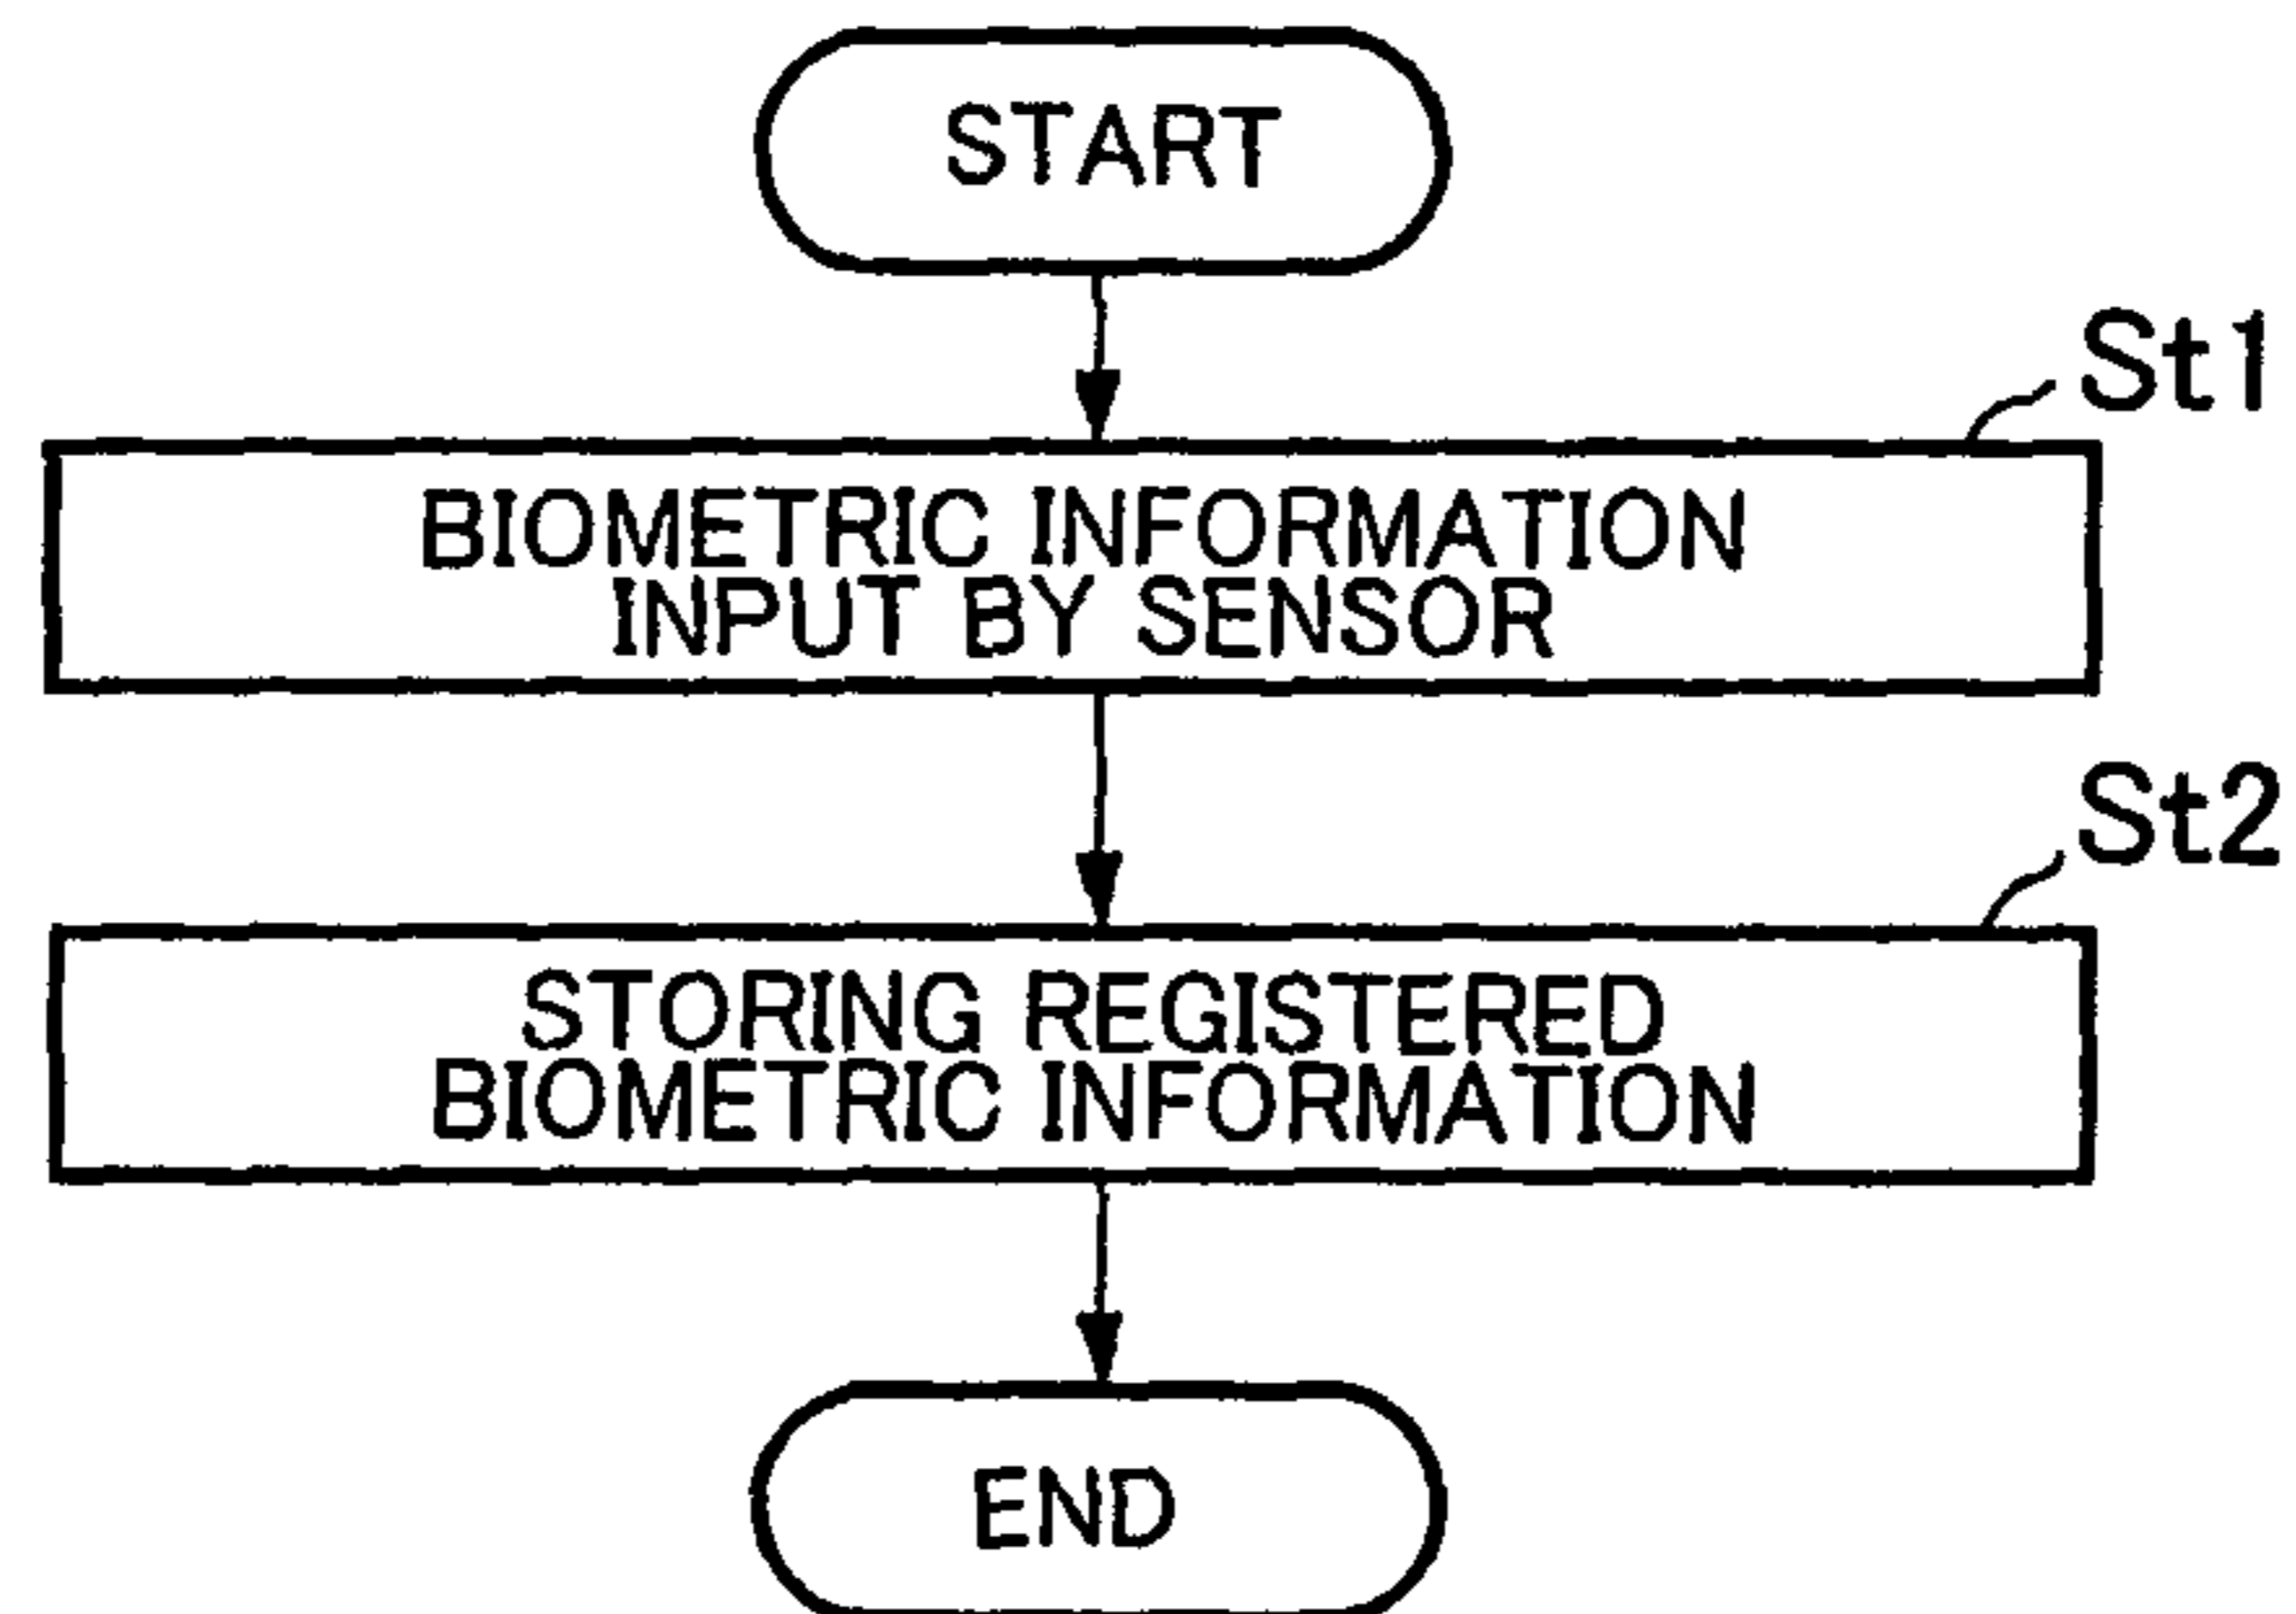 START
St1
BIOMETRIC INFORMATION
INPUT BY SENSOR
St2
STORING REGISTERED
BIOMETRIC INFORMATION
END